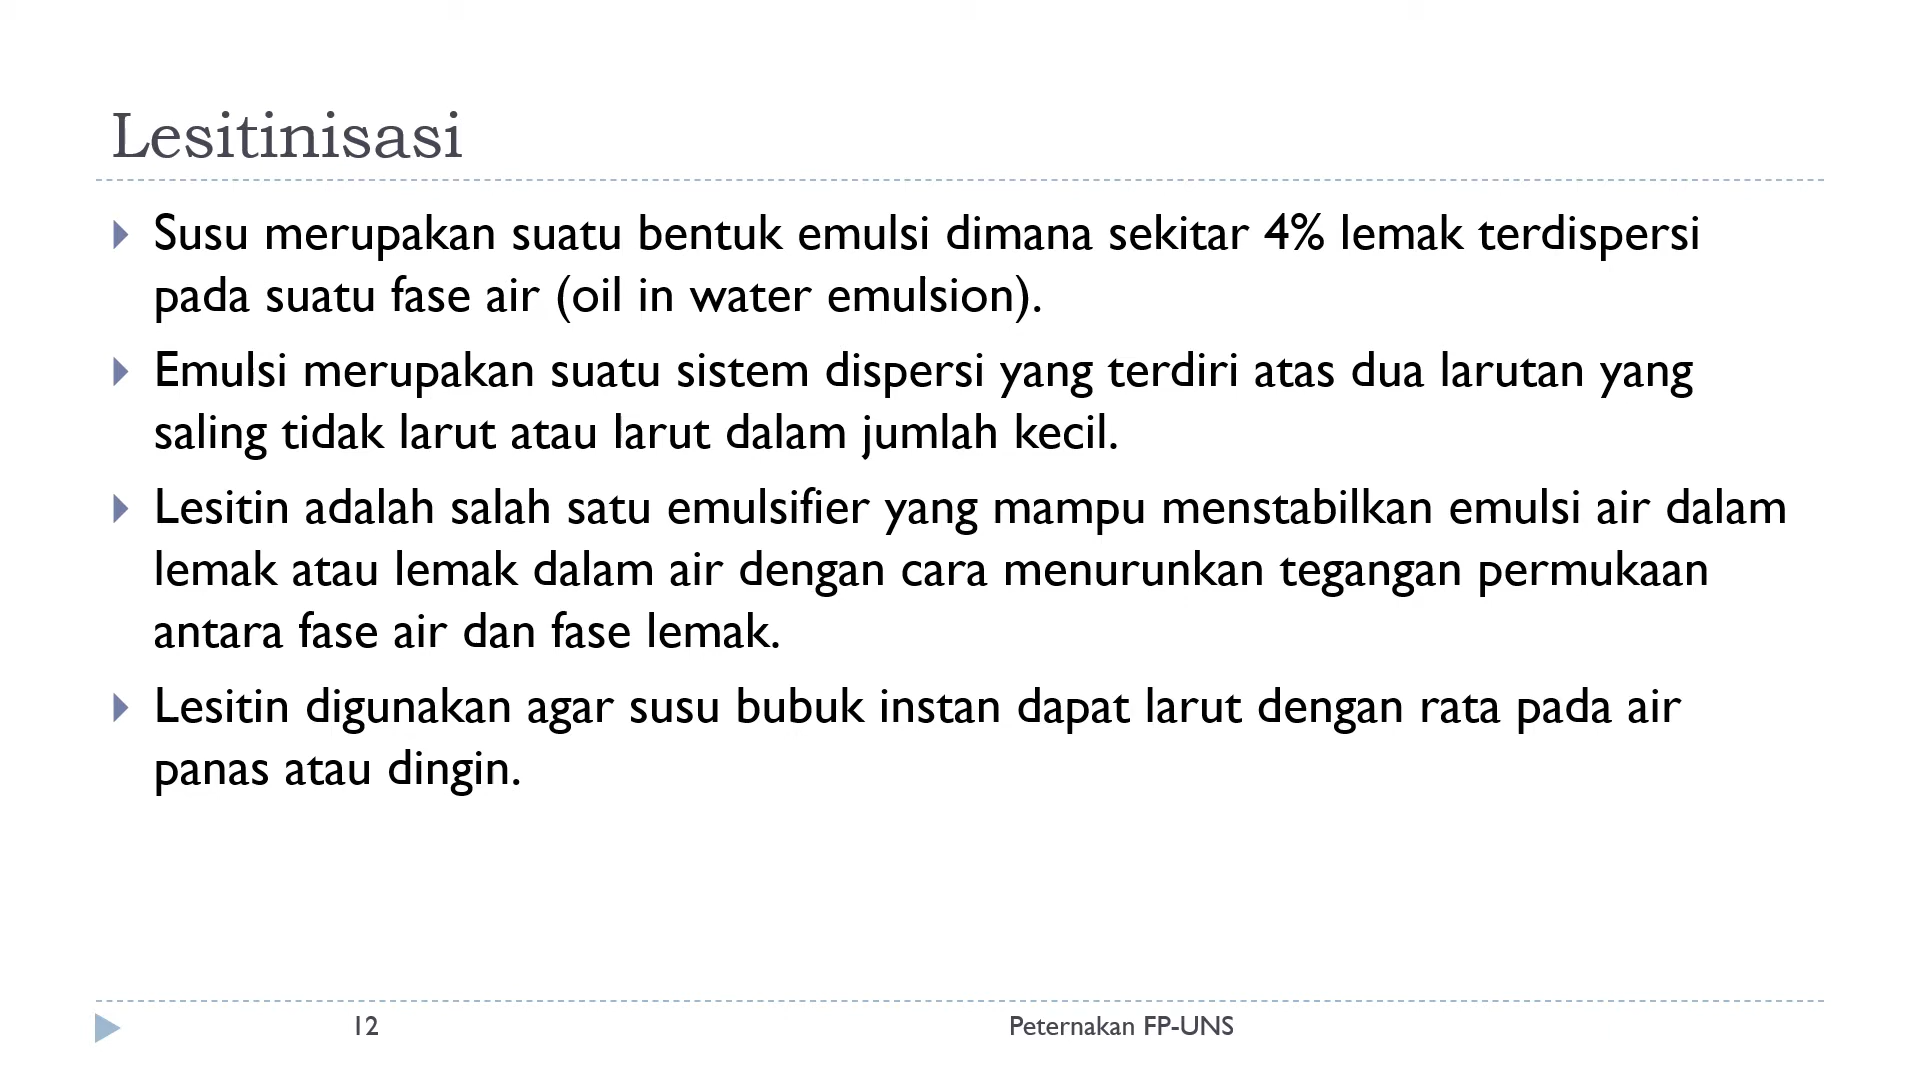 Lesitinisasi
Susu merupakan suatu bentuk emulsi dimana sekitar 4% lemak terdispersi
pada suatu fase air (oil in water emulsion).
Emulsi merupakan suatu sistem dispersi yang terdiri atas dua larutan yang
saling tidak larut atau larut dalam jumlah kecil.
Lesitin adalah salah satu emulsifier yang mampu menstabilkan emulsi air dalam
lemak atau lemak dalam air dengan cara menurunkan tegangan permukaan
antara fase air dan fase lemak.
Lesitin digunakan agar susu bubuk instan dapat larut dengan rata pada air
panas atau dingin.
12
Peternakan FP-UNS